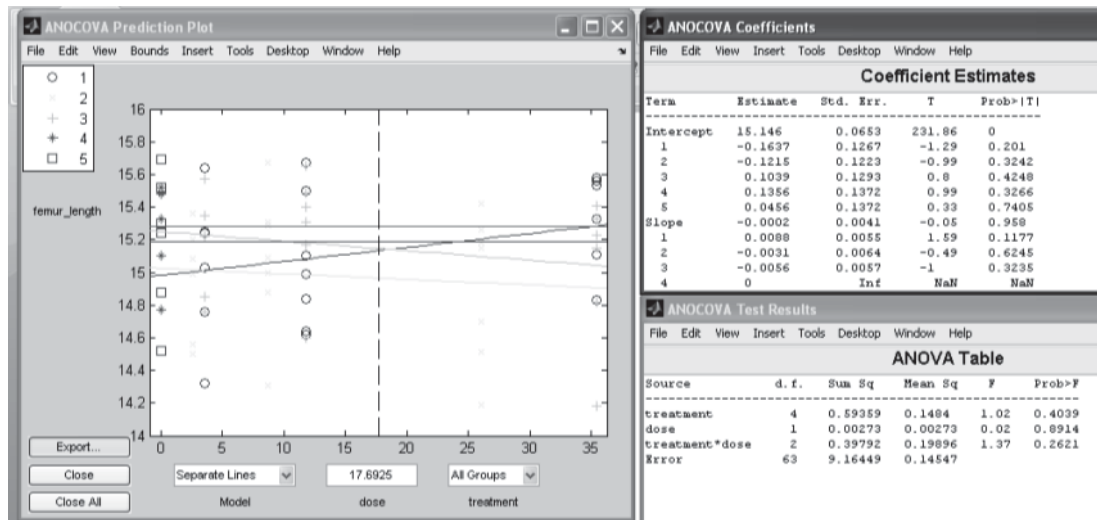 ANOCOVA Prediction Plot
File Edit View Bounds Insert Tools Desktop Window Help
1
2
3
4
5
femur_length
16
15.8
15.6
15.4
15.2
15
14.8
14.6
14.4
14.2
14
0 5 10 15 20 25 30 35
Export...
Close
Close All
Separate Lines
17.6925
All Groups
Model
dose
treatment
ANOCOVA Coefficients
File Edit View Insert Tools Desktop Window Help
Coefficient Estimates
Term Estimate Std. Err. T Prob>|T|
Intercept 15.146 0.0653 231.86 0
1 -0.1637 0.1267 -1.29 0.201
2 -0.1215 0.1223 -0.99 0.3242
3 0.1039 0.1293 0.8 0.4248
4 0.1356 0.1372 0.99 0.3266
5 0.0456 0.1372 0.33 0.7405
Slope -0.0002 0.0041 -0.05 0.958
1 0.0088 0.0055 1.59 0.1177
2 -0.0031 0.0064 -0.49 0.6245
3 -0.0056 0.0057 -1 0.3235
4 0 Inf NaN NaN
ANOCOVA Test Results
File Edit View Insert Tools Desktop Window Help
ANOVA Table
Source d.f. Sum Sq Mean Sq F Prob>F
treatment 4 0.59359 0.1484 1.02 0.4039
dose 1 0.00273 0.00273 0.02 0.8914
treatment*dose 2 0.39792 0.19896 1.37 0.2621
Error 63 9.16449 0.14547